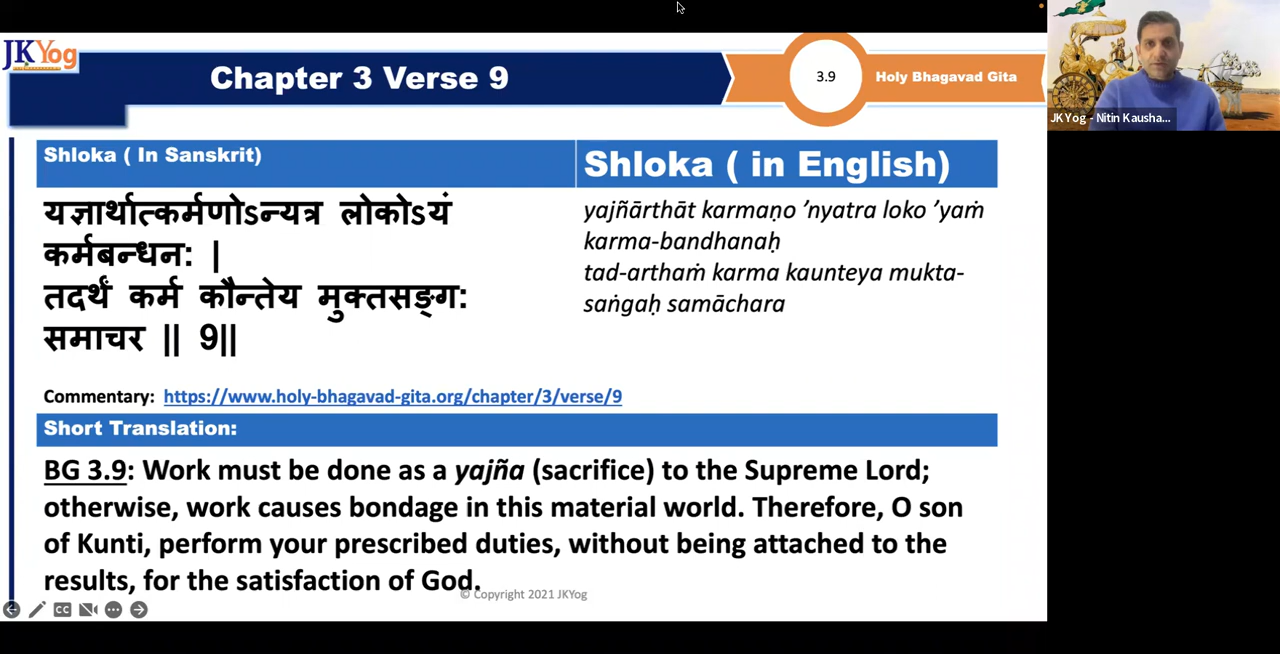 JKYog
Chapter 3 Verse 9
3.9
Holy Bhagavad Gita
JKYog - Nitin Kausha...
Shloka ( In Sanskrit)
Shloka ( in English)
यज्ञार्थात्कर्मणोऽन्यत्र लोकोऽयं
कर्मबन्धन: |
तदर्थं कर्म कौन्तेय मुक्तसङ्ग:
समाचर || 9||
yajñārthāt karmaṇo ’nyatra loko ’yaṁ
karma-bandhanaḥ
tad-arthaṁ karma kaunteya mukta-
saṅgaḥ samāchara
Commentary: https://www.holy-bhagavad-gita.org/chapter/3/verse/9
Short Translation:
BG 3.9: Work must be done as a yajña (sacrifice) to the Supreme Lord;
otherwise, work causes bondage in this material world. Therefore, O son
of Kunti, perform your prescribed duties, without being attached to the
results, for the satisfaction of God.
© Copyright 2021 JKYog
CC